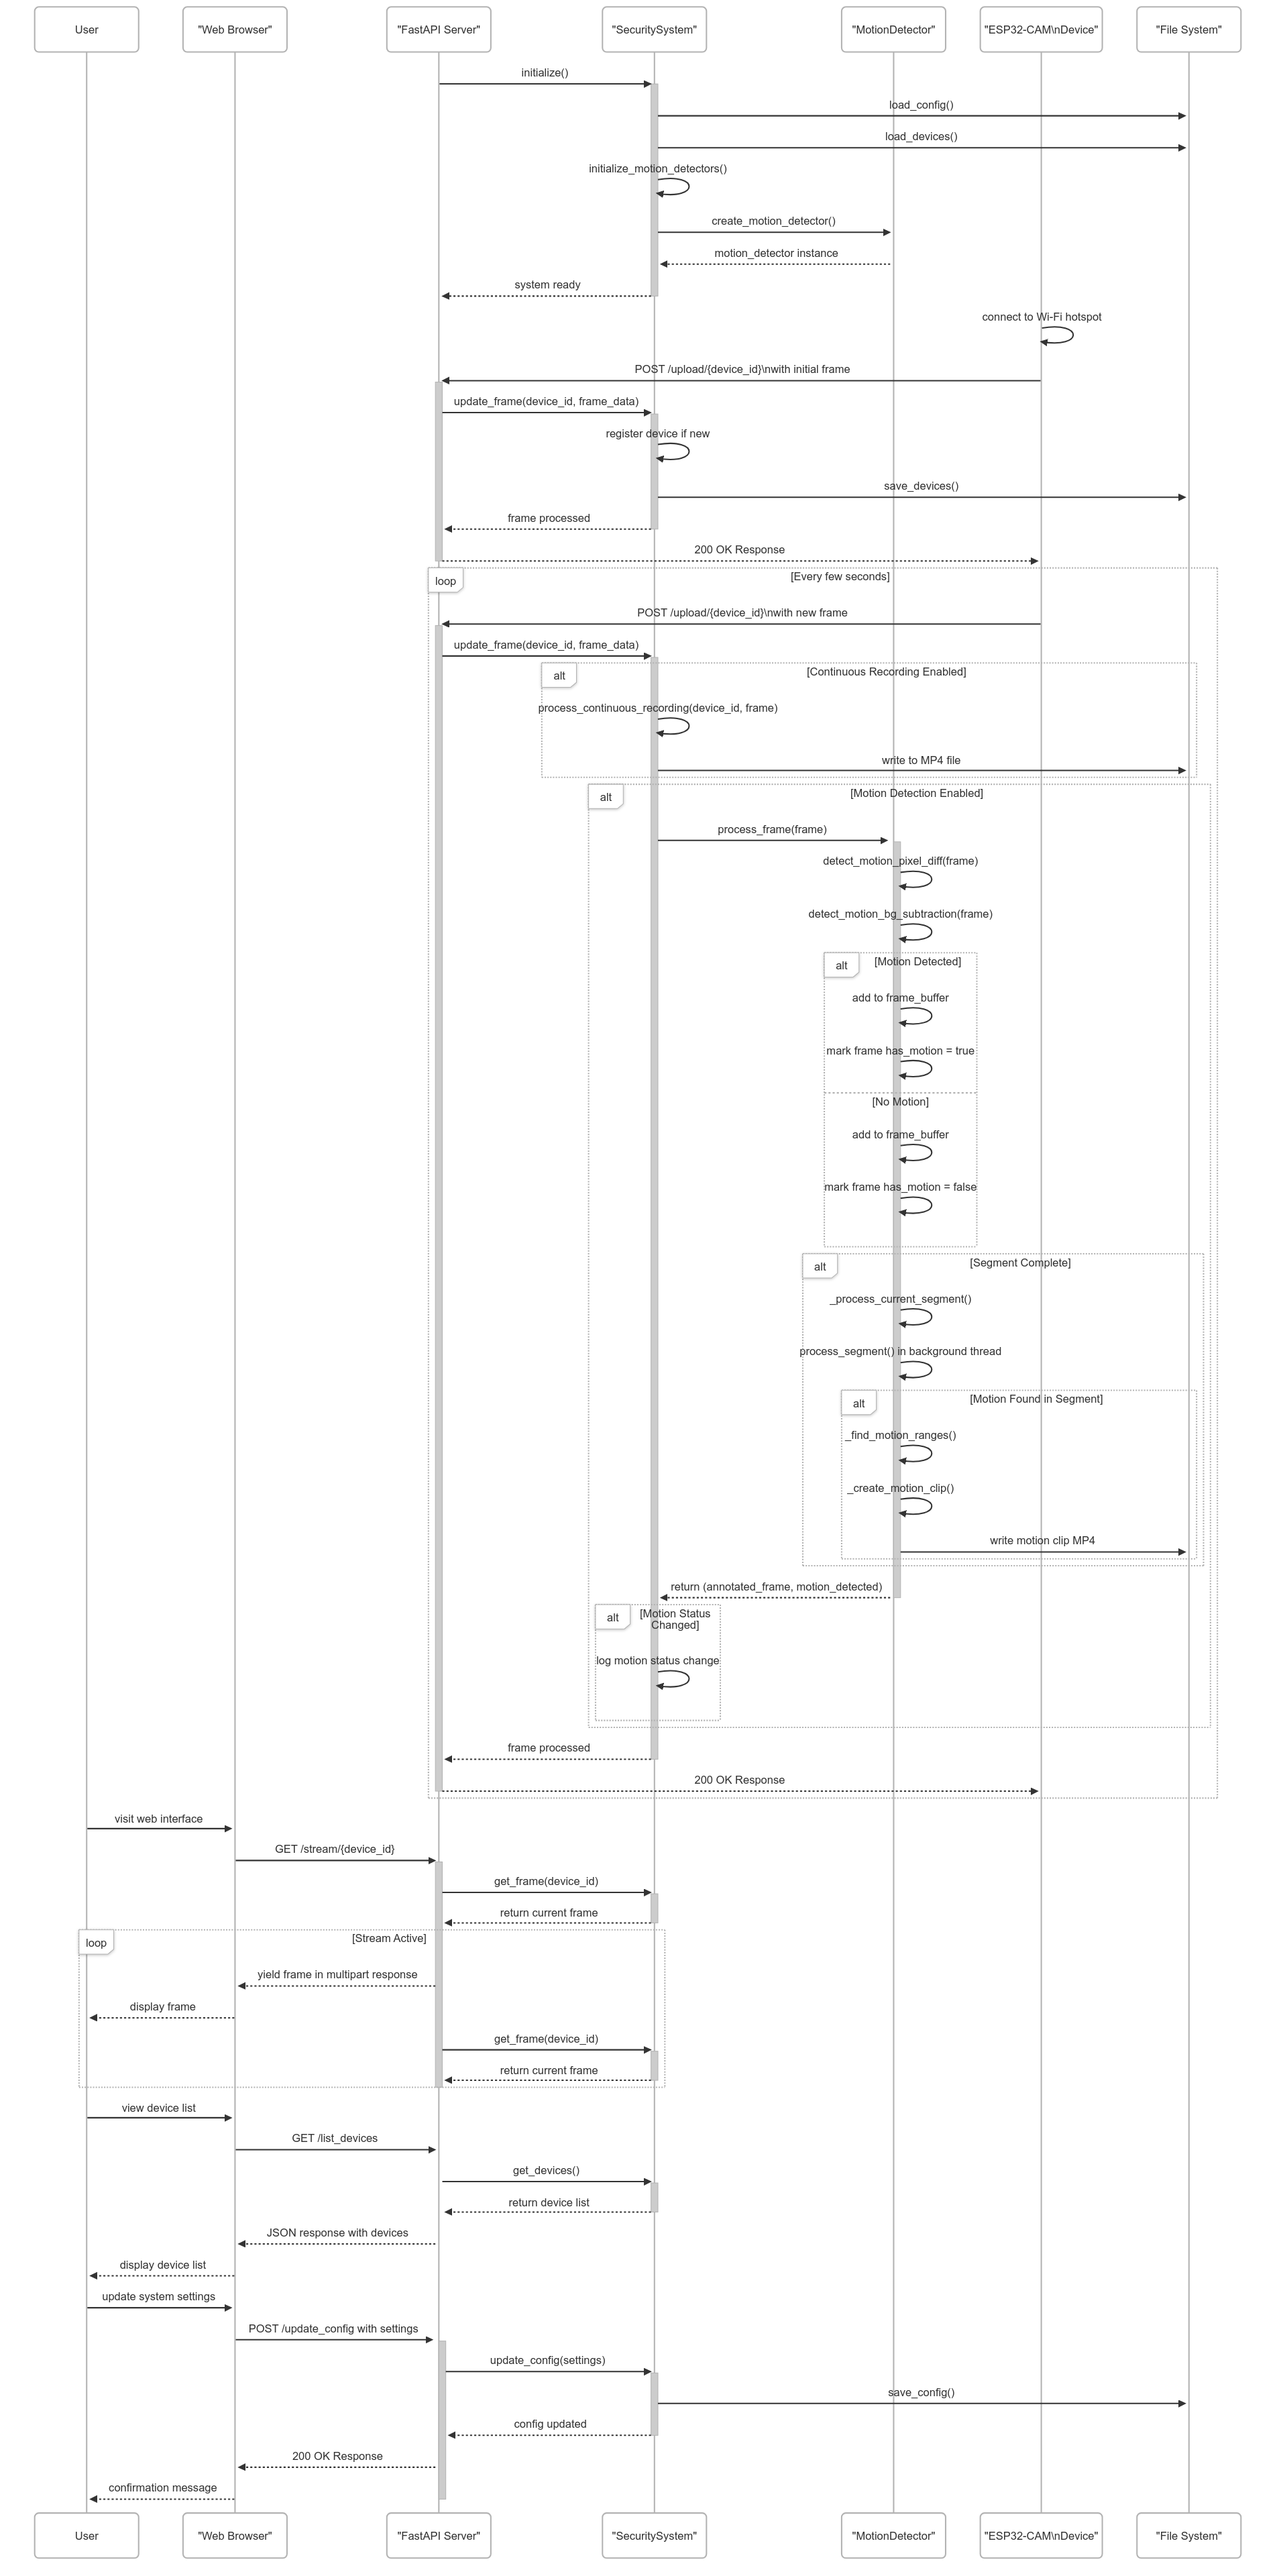 User
"Web Browser"
"FastAPI Server"
"SecuritySystem"
"MotionDetector"
"ESP32-CAM\nDevice"
"File System"
initialize()
load_config()
load_devices()
initialize_motion_detectors()
create_motion_detector()
motion_detector instance
system ready
connect to Wi-Fi hotspot
POST /upload/{device_id}\nwith initial frame
update_frame(device_id, frame_data)
register device if new
save_devices()
frame processed
200 OK Response
loop
[Every few seconds]
POST /upload/{device_id}\nwith new frame
update_frame(device_id, frame_data)
alt
[Continuous Recording Enabled]
process_continuous_recording(device_id, frame)
write to MP4 file
alt
[Motion Detection Enabled]
process_frame(frame)
detect_motion_pixel_diff(frame)
detect_motion_bg_subtraction(frame)
alt
[Motion Detected]
add to frame_buffer
mark frame has_motion = true
[No Motion]
add to frame_buffer
mark frame has_motion = false
alt
[Segment Complete]
_process_current_segment()
process_segment() in background thread
alt
[Motion Found in Segment]
_find_motion_ranges()
_create_motion_clip()
write motion clip MP4
return (annotated_frame, motion_detected)
alt
[Motion Status
Changed]
log motion status change
frame processed
200 OK Response
visit web interface
GET /stream/{device_id}
get_frame(device_id)
return current frame
loop
[Stream Active]
yield frame in multipart response
display frame
get_frame(device_id)
return current frame
view device list
GET /list_devices
get_devices()
return device list
JSON response with devices
display device list
update system settings
POST /update_config with settings
update_config(settings)
save_config()
config updated
200 OK Response
confirmation message
User
"Web Browser"
"FastAPI Server"
"SecuritySystem"
"MotionDetector"
"ESP32-CAM\nDevice"
"File System"